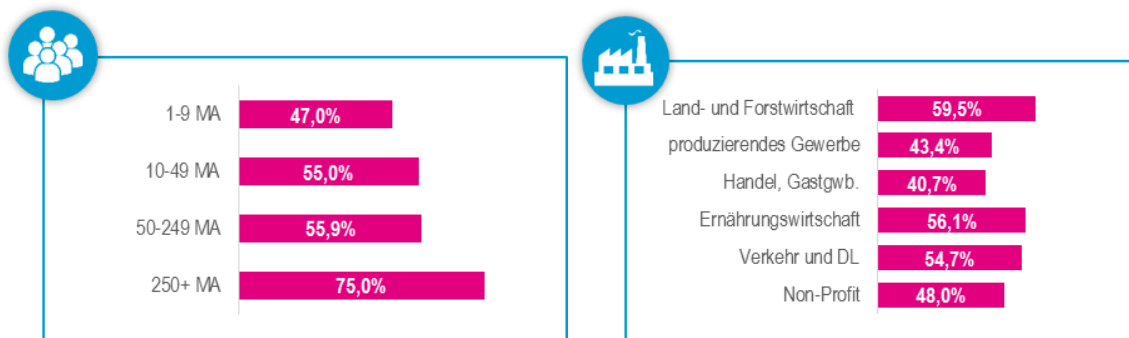 1-9 MA 47,0%
10-49 MA 55,0%
50-249 MA 55,9%
250+ MA 75,0%
Land- und Forstwirtschaft 59,5%
produzierendes Gewerbe 43,4%
Handel, Gastgwb. 40,7%
Ernährungswirtschaft 56,1%
Verkehr und DL 54,7%
Non-Profit 48,0%